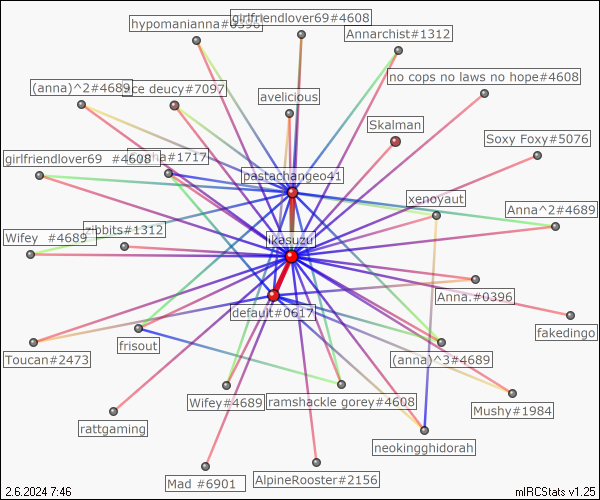 hypomanianna#0396
girlfriendlover69#4608
Annarchist#1312
no cops no laws no hope#4608
(anna)^2#4689
ace deucy#7097
avelicious
Skalman
Soxy Foxy#5076
girlfriendlover69 #4608
#1717
pastachangeo41
xenoyaut
Anna^2#4689
Wifey #4689
zibbits#1312
ikasuzu
Anna.#0396
default#0617
fakedingo
Toucan#2473
frisout
(anna)^3#4689
Wifey#4689
ramshackle gorey#4608
Mushy#1984
rattgaming
neokingghidorah
Mad #6901
AlpineRooster#2156
2.6.2024 7:46
mIRCStats v1.25